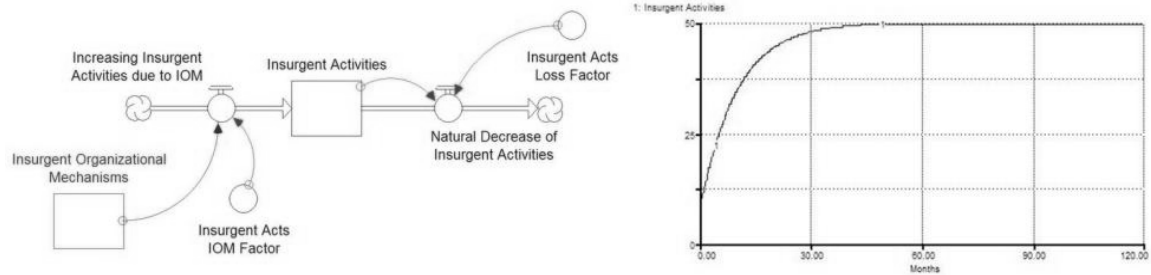 Increasing Insurgent
Activities due to IOM
Insurgent Activities
Insurgent Acts
Loss Factor
Natural Decrease of
Insurgent Activities
Insurgent Organizational
Mechanisms
Insurgent Acts
IOM Factor
1: Insurgent Activities
50
25
0
0.00
30.00
60.00
90.00
120.00
Months
1
1